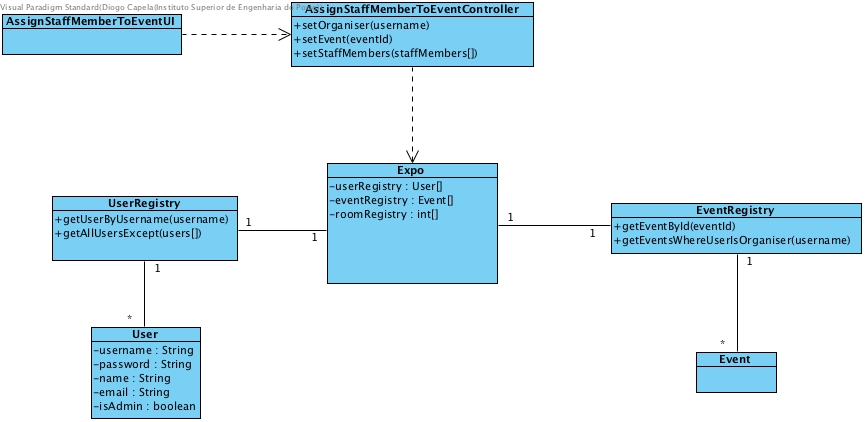 Visual Paradigm Standard(Diogo Capela(Instituto Superior de Engenharia do
AssignStaffMemberToEventUI
AssignStaffMemberToEventController
+setOrganiser(username)
+setEvent(eventId)
+setStaffMembers(staffMembers[])
Expo
-userRegistry : User[]
-eventRegistry : Event[]
-roomRegistry : int[]
UserRegistry
+getUserByUsername(username)
+getAllUsersExcept(users[])
EventRegistry
+getEventById(eventId)
+getEventsWhereUserIsOrganiser(username)
1
1
1
1
1
*
1
*
User
-username : String
-password : String
-name : String
-email : String
-isAdmin : boolean
Event